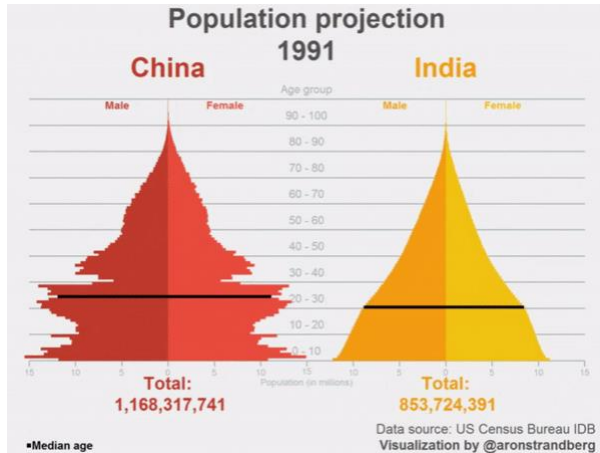 Population projection
1991
China
India
Age group
Male
Female
Male
Female
90 - 100
80 - 90
70 - 80
60 - 70
50 - 60
40 - 50
30 - 40
20 - 30
10 - 20
0 - 10
15 10 5 0 5 10 15 10 5 0 5 10 15
Population (in millions)
Total:
1,168,317,741
Total:
853,724,391
Data source: US Census Bureau IDB
Visualization by @aronstrandberg
▪Median age